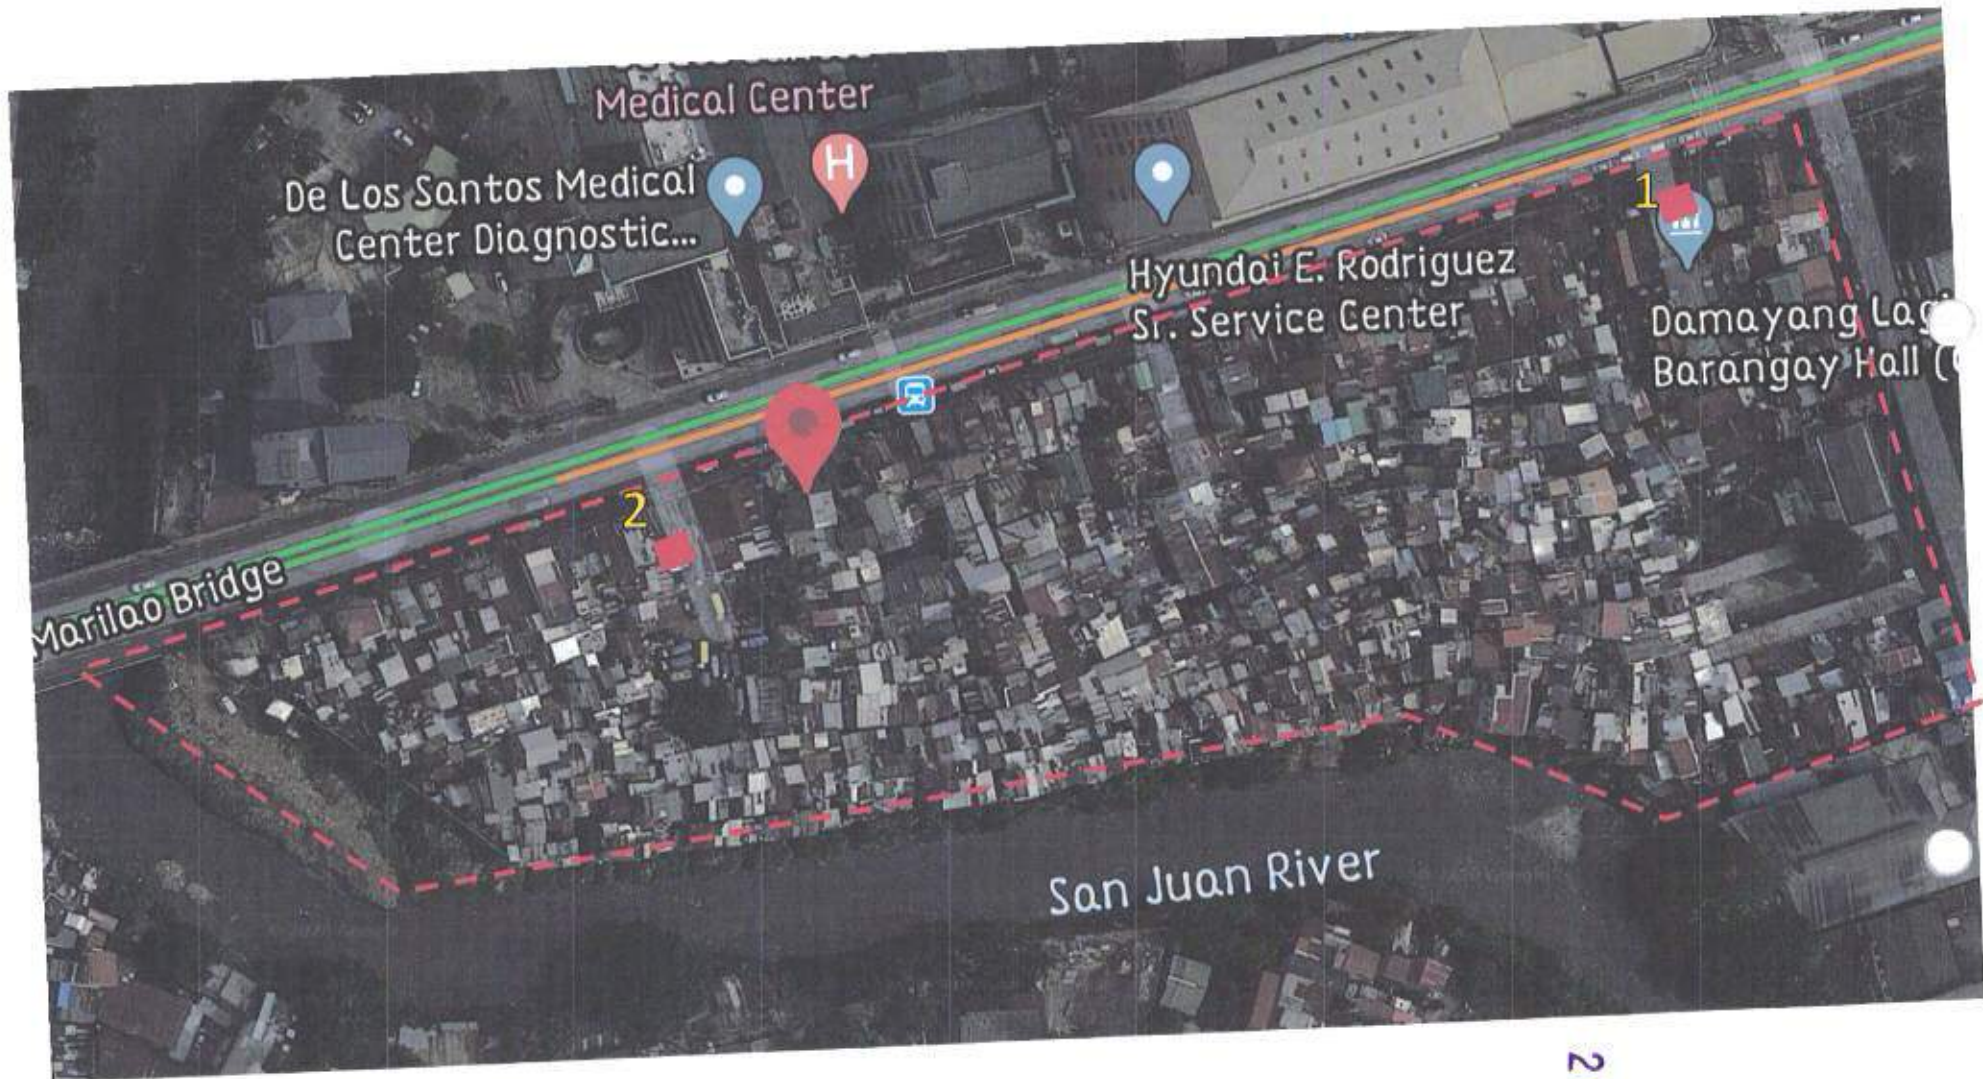 Medical Center
De Los Santos Medical
Center Diagnostic...
H
1
Hyundai E. Rodriguez
Sr. Service Center
Damayang Lagi
Barangay Hall (
2
Marilao Bridge
San Juan River
2